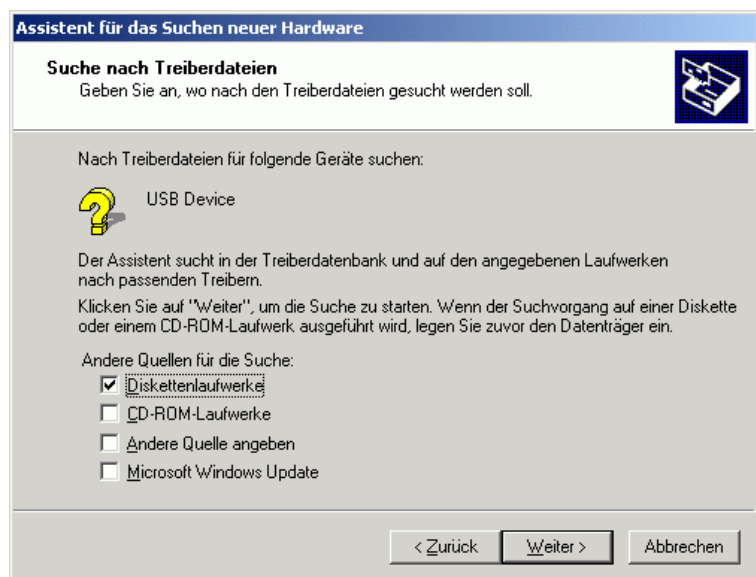 Assistent für das Suchen neuer Hardware
Suche nach Treiberdateien
Geben Sie an, wo nach den Treiberdateien gesucht werden soll.
Nach Treiberdateien für folgende Geräte suchen:
USB Device
Der Assistent sucht in der Treiberdatenbank und auf den angegebenen Laufwerken
nach passenden Treibern.
Klicken Sie auf "Weiter", um die Suche zu starten. Wenn der Suchvorgang auf einer Diskette
oder einem CD-ROM-Laufwerk ausgeführt wird, legen Sie zuvor den Datenträger ein.
Andere Quellen für die Suche:
Diskettenlaufwerke
CD-ROM-Laufwerke
Andere Quelle angeben
Microsoft Windows Update
< Zurück Weiter > Abbrechen